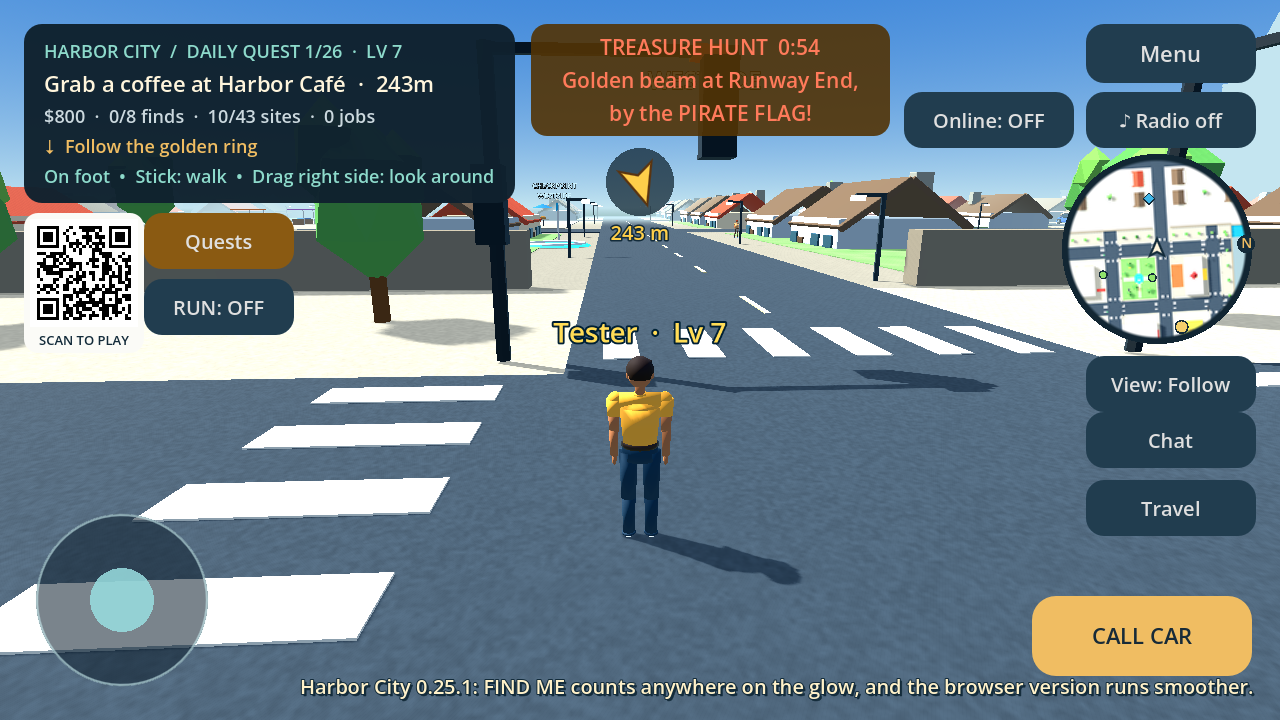 HARBOR CITY / DAILY QUEST 1/26 · LV 7
Grab a coffee at Harbor Café · 243m
$800 · 0/8 finds · 10/43 sites · 0 jobs
↓ Follow the golden ring
On foot • Stick: walk • Drag right side: look around
TREASURE HUNT 0:54
Golden beam at Runway End,
by the PIRATE FLAG!
Menu
Online: OFF
♪ Radio off
243 m
N
SCAN TO PLAY
Quests
RUN: OFF
Tester · Lv 7
View: Follow
Chat
Travel
CALL CAR
Harbor City 0.25.1: FIND ME counts anywhere on the glow, and the browser version runs smoother.